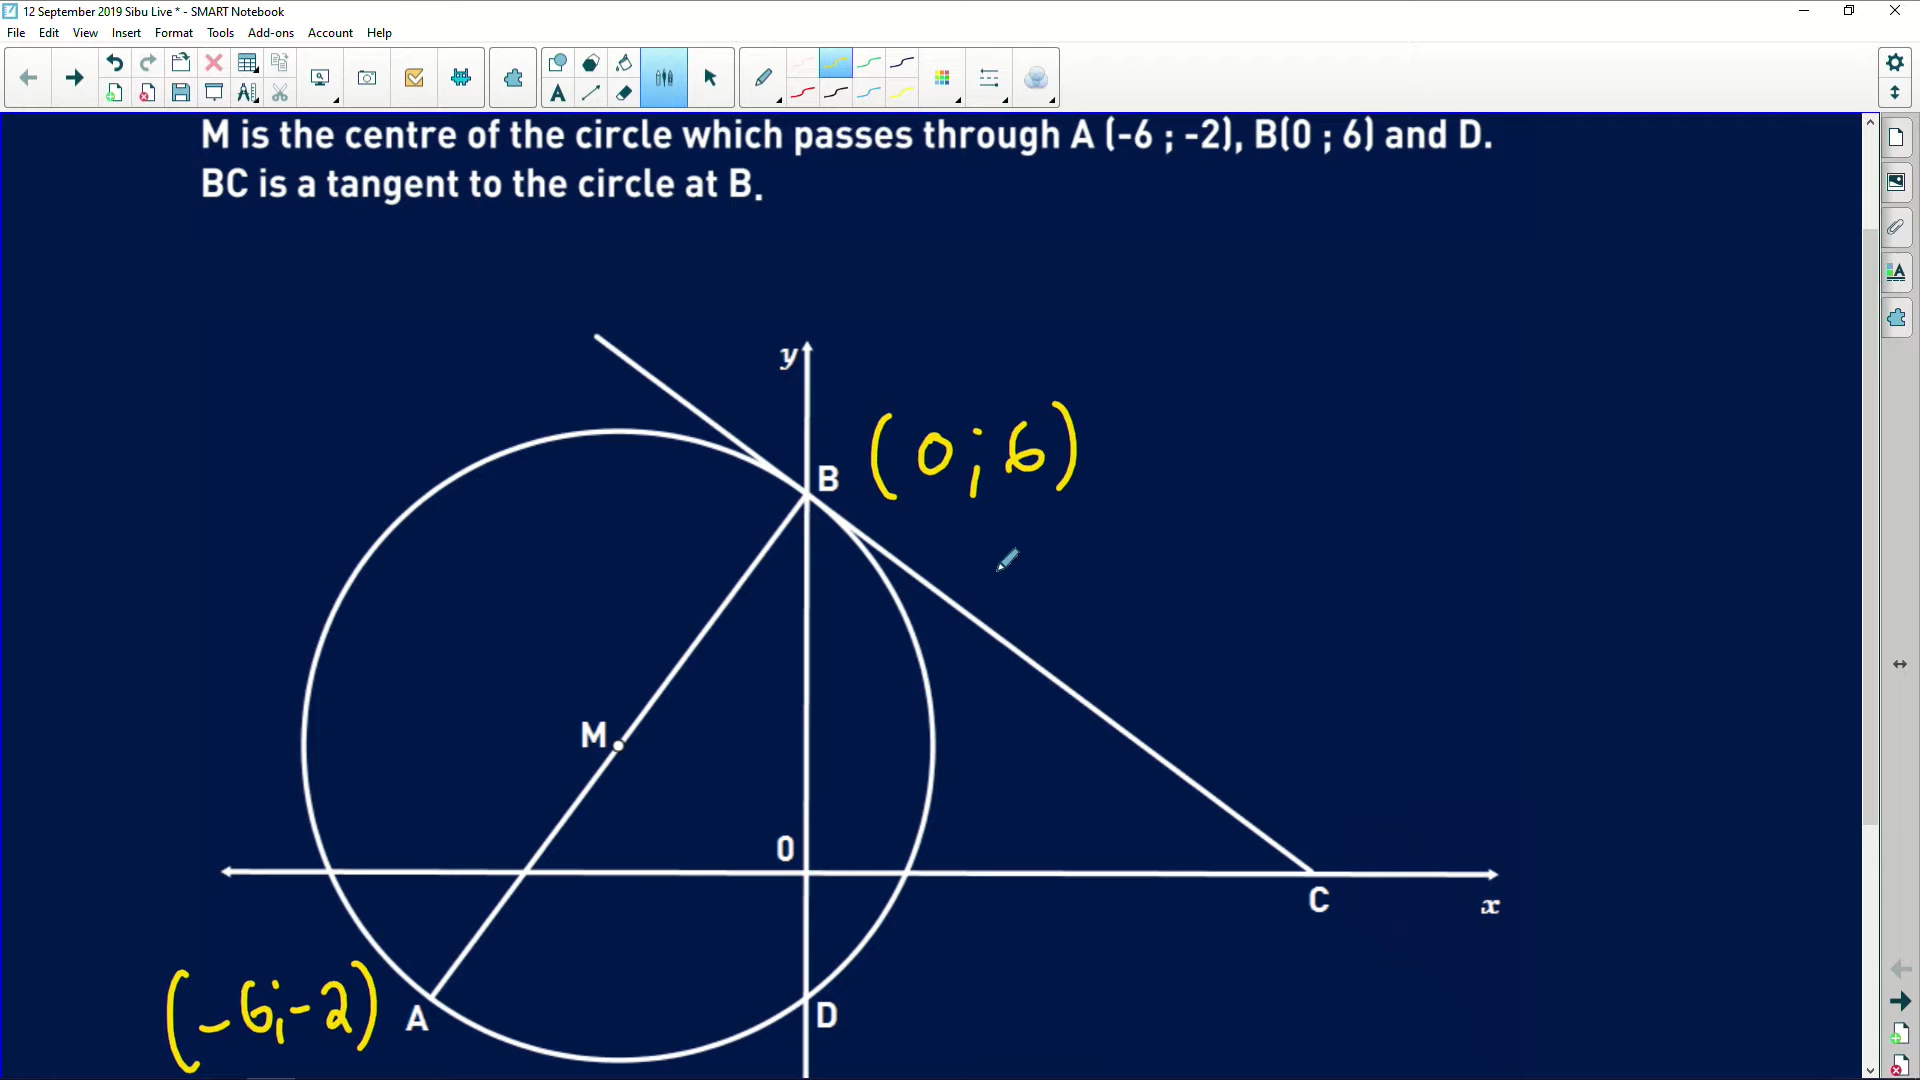 12 September 2019 Sibu Live * - SMART Notebook
File Edit View Insert Format Tools Add-ons Account Help
M is the centre of the circle which passes through A (-6 ; -2), B(0 ; 6) and D.
BC is a tangent to the circle at B.
y
(0;6)
B
M
0
C
x
(-6;-2)
A
D